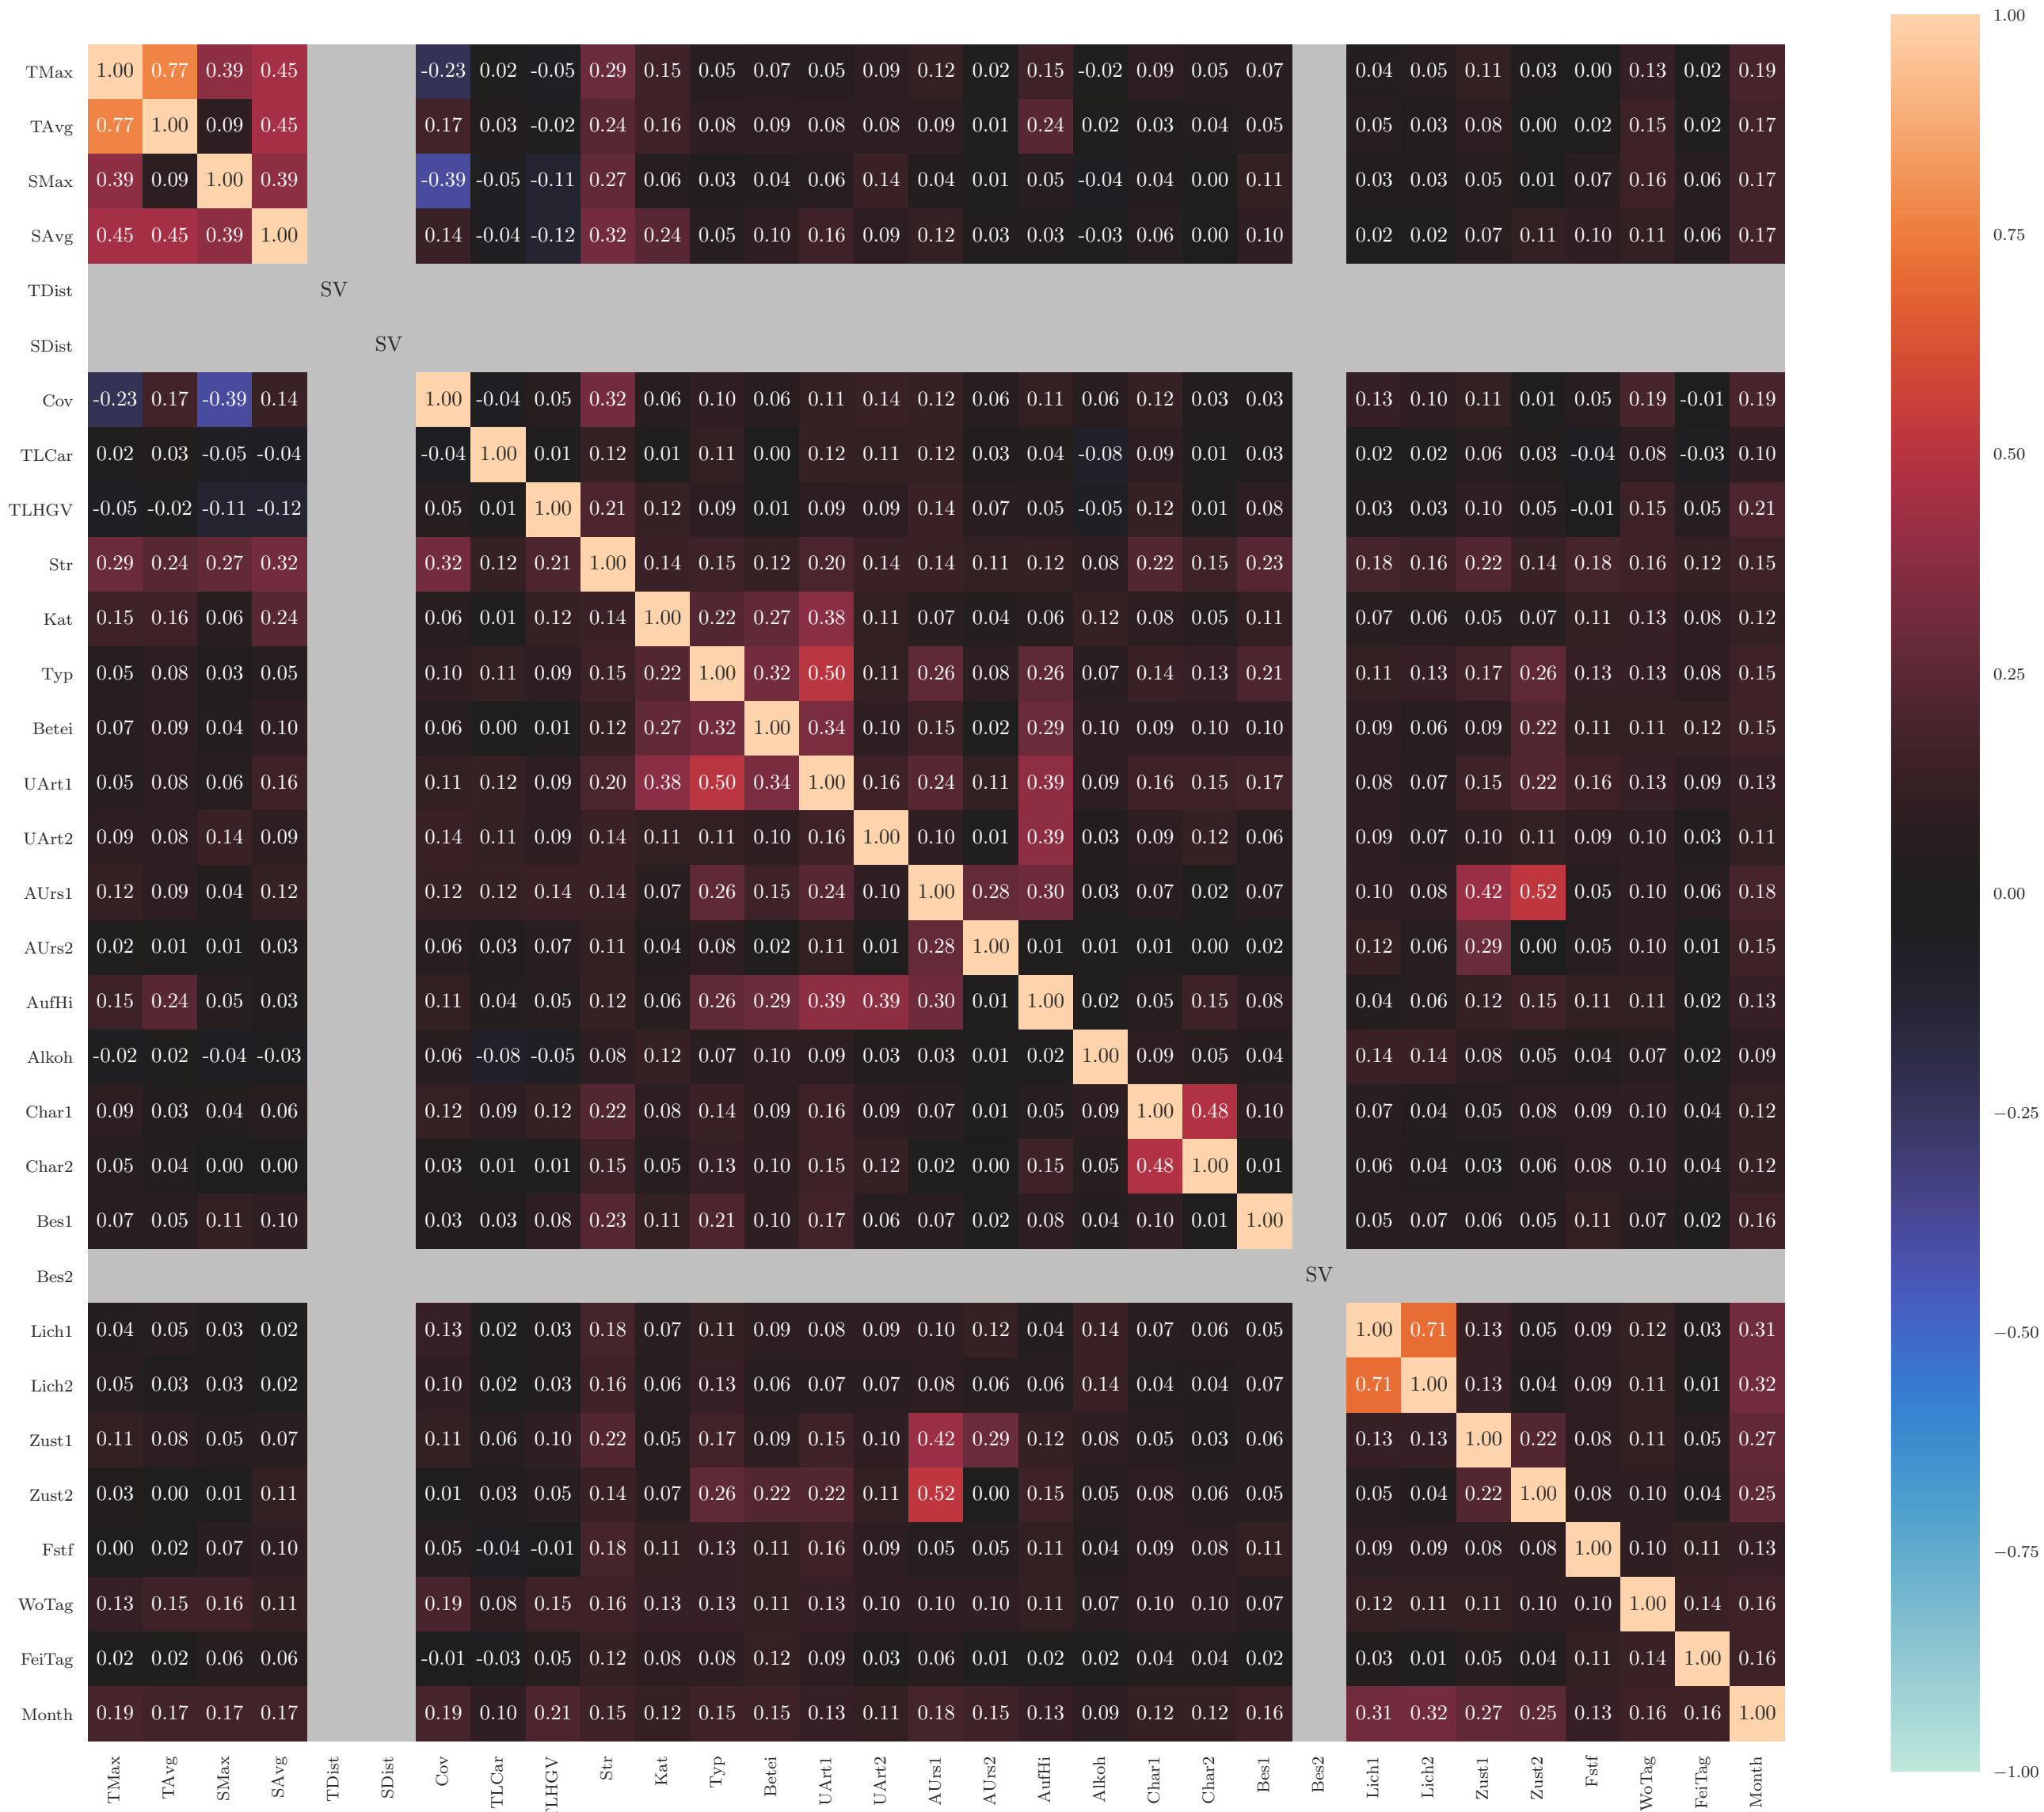 1.00
TMax 1.00 0.77 0.39 0.45 -0.23 0.02 -0.05 0.29 0.15 0.05 0.07 0.05 0.09 0.12 0.02 0.15 -0.02 0.09 0.05 0.07 0.04 0.05 0.11 0.03 0.00 0.13 0.02 0.19
TAvg 0.77 1.00 0.09 0.45 0.17 0.03 -0.02 0.24 0.16 0.08 0.09 0.08 0.08 0.09 0.01 0.24 0.02 0.03 0.04 0.05 0.05 0.03 0.08 0.00 0.02 0.15 0.02 0.17
SMax 0.39 0.09 1.00 0.39 -0.39 -0.05 -0.11 0.27 0.06 0.03 0.04 0.06 0.14 0.04 0.01 0.05 -0.04 0.04 0.00 0.11 0.03 0.03 0.05 0.01 0.07 0.16 0.06 0.17
SAvg 0.45 0.45 0.39 1.00 0.14 -0.04 -0.12 0.32 0.24 0.05 0.10 0.16 0.09 0.12 0.03 0.03 -0.03 0.06 0.00 0.10 0.02 0.02 0.07 0.11 0.10 0.11 0.06 0.17
0.75
TDist SV
SDist SV
Cov -0.23 0.17 -0.39 0.14 1.00 -0.04 0.05 0.32 0.06 0.10 0.06 0.11 0.14 0.12 0.06 0.11 0.06 0.12 0.03 0.03 0.13 0.10 0.11 0.01 0.05 0.19 -0.01 0.19
TLCar 0.02 0.03 -0.05 -0.04 -0.04 1.00 0.01 0.12 0.01 0.11 0.00 0.12 0.11 0.12 0.03 0.04 -0.08 0.09 0.01 0.03 0.02 0.02 0.06 0.03 -0.04 0.08 -0.03 0.10
0.50
TLHGV -0.05 -0.02 -0.11 -0.12 0.05 0.01 1.00 0.21 0.12 0.09 0.01 0.09 0.09 0.14 0.07 0.05 -0.05 0.12 0.01 0.08 0.03 0.03 0.10 0.05 -0.01 0.15 0.05 0.21
Str 0.29 0.24 0.27 0.32 0.32 0.12 0.21 1.00 0.14 0.15 0.12 0.20 0.14 0.14 0.11 0.12 0.08 0.22 0.15 0.23 0.18 0.16 0.22 0.14 0.18 0.16 0.12 0.15
Kat 0.15 0.16 0.06 0.24 0.06 0.01 0.12 0.14 1.00 0.22 0.27 0.38 0.11 0.07 0.04 0.06 0.12 0.08 0.05 0.11 0.07 0.06 0.05 0.07 0.11 0.13 0.08 0.12
Typ 0.05 0.08 0.03 0.05 0.10 0.11 0.09 0.15 0.22 1.00 0.32 0.50 0.11 0.26 0.08 0.26 0.07 0.14 0.13 0.21 0.11 0.13 0.17 0.26 0.13 0.13 0.08 0.15
0.25
Betei 0.07 0.09 0.04 0.10 0.06 0.00 0.01 0.12 0.27 0.32 1.00 0.34 0.10 0.15 0.02 0.29 0.10 0.09 0.10 0.10 0.09 0.06 0.09 0.22 0.11 0.11 0.12 0.15
UArt1 0.05 0.08 0.06 0.16 0.11 0.12 0.09 0.20 0.38 0.50 0.34 1.00 0.16 0.24 0.11 0.39 0.09 0.16 0.15 0.17 0.08 0.07 0.15 0.22 0.16 0.13 0.09 0.13
UArt2 0.09 0.08 0.14 0.09 0.14 0.11 0.09 0.14 0.11 0.11 0.10 0.16 1.00 0.10 0.01 0.39 0.03 0.09 0.12 0.06 0.09 0.07 0.10 0.11 0.09 0.10 0.03 0.11
AUrs1 0.12 0.09 0.04 0.12 0.12 0.12 0.14 0.14 0.07 0.26 0.15 0.24 0.10 1.00 0.28 0.30 0.03 0.07 0.02 0.07 0.10 0.08 0.42 0.52 0.05 0.10 0.06 0.18
0.00
AUrs2 0.02 0.01 0.01 0.03 0.06 0.03 0.07 0.11 0.04 0.08 0.02 0.11 0.01 0.28 1.00 0.01 0.01 0.01 0.00 0.02 0.12 0.06 0.29 0.00 0.05 0.10 0.01 0.15
AufHi 0.15 0.24 0.05 0.03 0.11 0.04 0.05 0.12 0.06 0.26 0.29 0.39 0.39 0.30 0.01 1.00 0.02 0.05 0.15 0.08 0.04 0.06 0.12 0.15 0.11 0.11 0.02 0.13
Alkoh -0.02 0.02 -0.04 -0.03 0.06 -0.08 -0.05 0.08 0.12 0.07 0.10 0.09 0.03 0.03 0.01 0.02 1.00 0.09 0.05 0.04 0.14 0.14 0.08 0.05 0.04 0.07 0.02 0.09
Char1 0.09 0.03 0.04 0.06 0.12 0.09 0.12 0.22 0.08 0.14 0.09 0.16 0.09 0.07 0.01 0.05 0.09 1.00 0.48 0.10 0.07 0.04 0.05 0.08 0.09 0.10 0.04 0.12
−0.25
Char2 0.05 0.04 0.00 0.00 0.03 0.01 0.01 0.15 0.05 0.13 0.10 0.15 0.12 0.02 0.00 0.15 0.05 0.48 1.00 0.01 0.06 0.04 0.03 0.06 0.08 0.10 0.04 0.12
Bes1 0.07 0.05 0.11 0.10 0.03 0.03 0.08 0.23 0.11 0.21 0.10 0.17 0.06 0.07 0.02 0.08 0.04 0.10 0.01 1.00 0.05 0.07 0.06 0.05 0.11 0.07 0.02 0.16
Bes2 SV
Lich1 0.04 0.05 0.03 0.02 0.13 0.02 0.03 0.18 0.07 0.11 0.09 0.08 0.09 0.10 0.12 0.04 0.14 0.07 0.06 0.05 1.00 0.71 0.13 0.05 0.09 0.12 0.03 0.31
−0.50
Lich2 0.05 0.03 0.03 0.02 0.10 0.02 0.03 0.16 0.06 0.13 0.06 0.07 0.07 0.08 0.06 0.06 0.14 0.04 0.04 0.07 0.71 1.00 0.13 0.04 0.09 0.11 0.01 0.32
Zust1 0.11 0.08 0.05 0.07 0.11 0.06 0.10 0.22 0.05 0.17 0.09 0.15 0.10 0.42 0.29 0.12 0.08 0.05 0.03 0.06 0.13 0.13 1.00 0.22 0.08 0.11 0.05 0.27
Zust2 0.03 0.00 0.01 0.11 0.01 0.03 0.05 0.14 0.07 0.26 0.22 0.22 0.11 0.52 0.00 0.15 0.05 0.08 0.06 0.05 0.05 0.04 0.22 1.00 0.08 0.10 0.04 0.25
Fstf 0.00 0.02 0.07 0.10 0.05 -0.04 -0.01 0.18 0.11 0.13 0.11 0.16 0.09 0.05 0.05 0.11 0.04 0.09 0.08 0.11 0.09 0.09 0.08 0.08 1.00 0.10 0.11 0.13
−0.75
WoTag 0.13 0.15 0.16 0.11 0.19 0.08 0.15 0.16 0.13 0.13 0.11 0.13 0.10 0.10 0.10 0.11 0.07 0.10 0.10 0.07 0.12 0.11 0.11 0.10 0.10 1.00 0.14 0.16
FeiTag 0.02 0.02 0.06 0.06 -0.01 -0.03 0.05 0.12 0.08 0.08 0.12 0.09 0.03 0.06 0.01 0.02 0.02 0.04 0.04 0.02 0.03 0.01 0.05 0.04 0.11 0.14 1.00 0.16
Month 0.19 0.17 0.17 0.17 0.19 0.10 0.21 0.15 0.12 0.15 0.15 0.13 0.11 0.18 0.15 0.13 0.09 0.12 0.12 0.16 0.31 0.32 0.27 0.25 0.13 0.16 0.16 1.00
−1.00
TMax TAvg SMax SAvg TDist SDist Cov TLCar TLHGV Str Kat Typ Betei UArt1 UArt2 AUrs1 AUrs2 AufHi Alkoh Char1 Char2 Bes1 Bes2 Lich1 Lich2 Zust1 Zust2 Fstf WoTag FeiTag Month